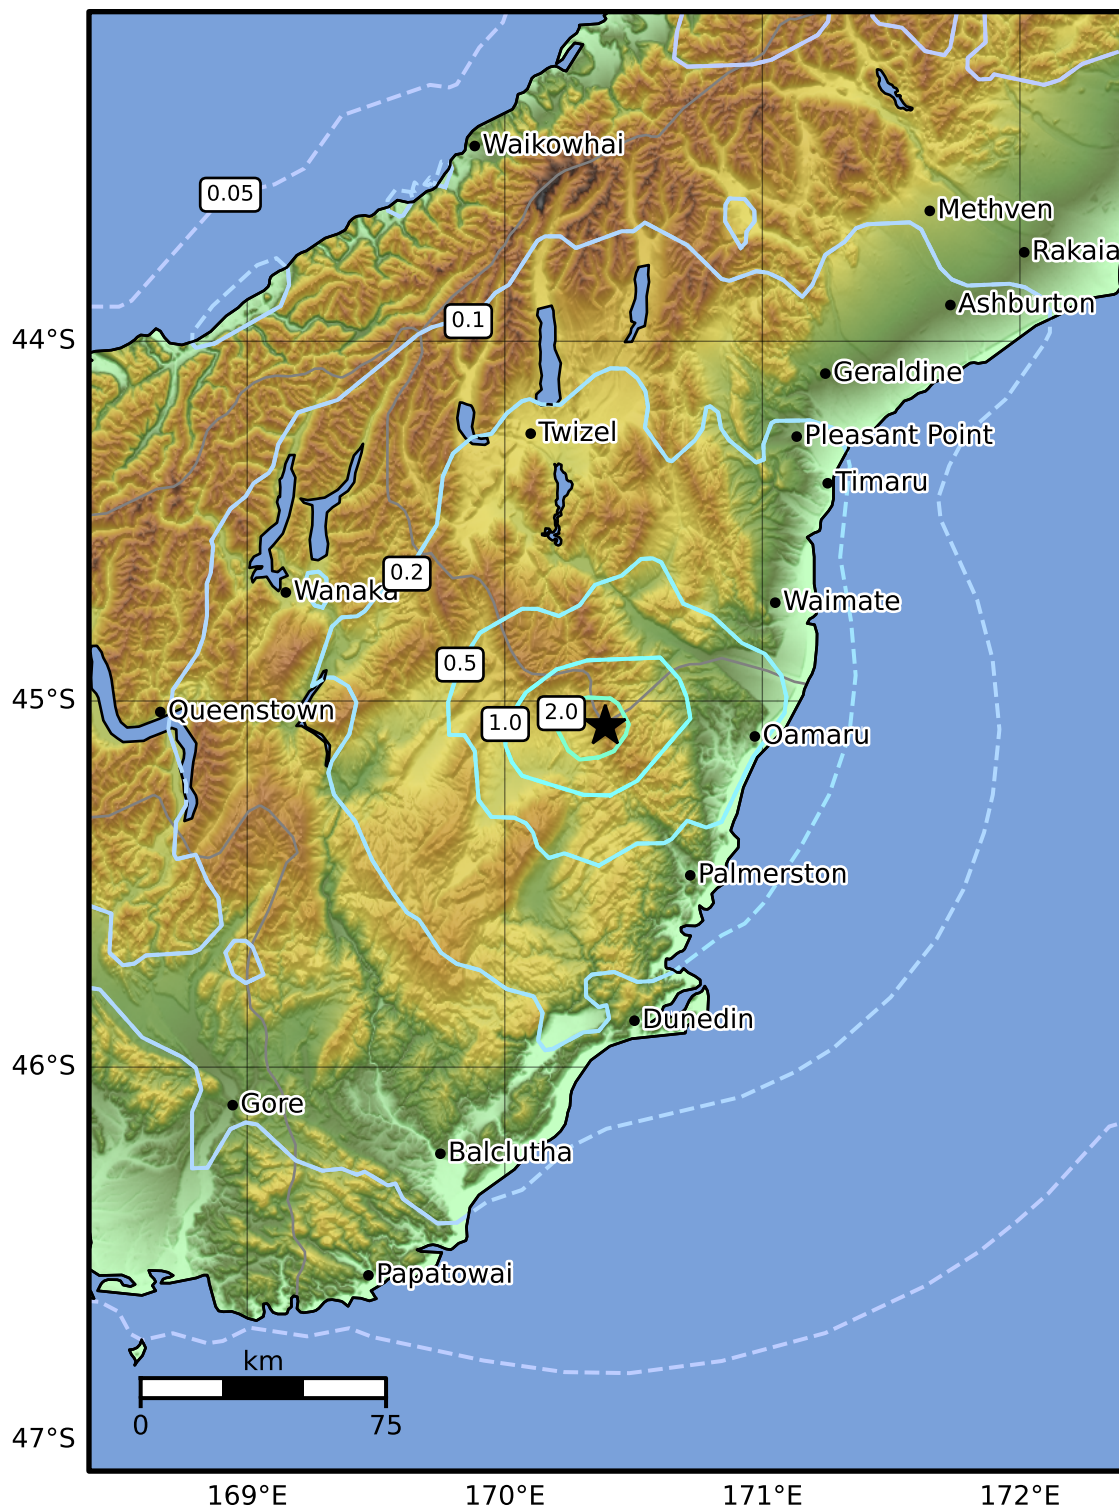 Waikowhai
0.05
Methven
Rakaia
Ashburton
0.1
44°S
Geraldine
Twizel
Pleasant Point
Timaru
0.2
Wanaka
Waimate
0.5
45°S
Queenstown
1.0
2.0
Oamaru
Palmerston
Dunedin
46°S
Gore
Balclutha
Papatowai
km
0
75
47°S
169°E
170°E
171°E
172°E